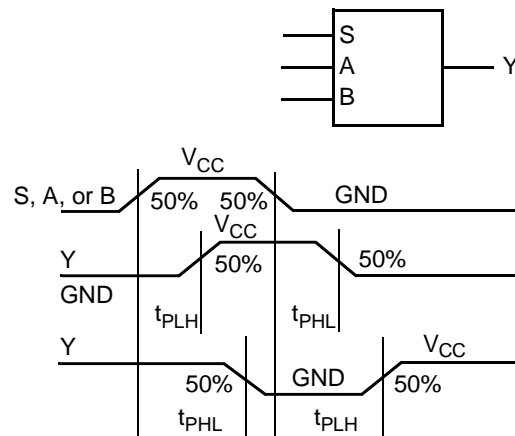 S
A Y
B
V<sub>CC</sub>
S, A, or B 50% 50% GND
V<sub>CC</sub>
Y 50% 50%
GND
t<sub>PLH</sub> t<sub>PHL</sub>
Y V<sub>CC</sub>
50% GND 50%
t<sub>PHL</sub> t<sub>PLH</sub>